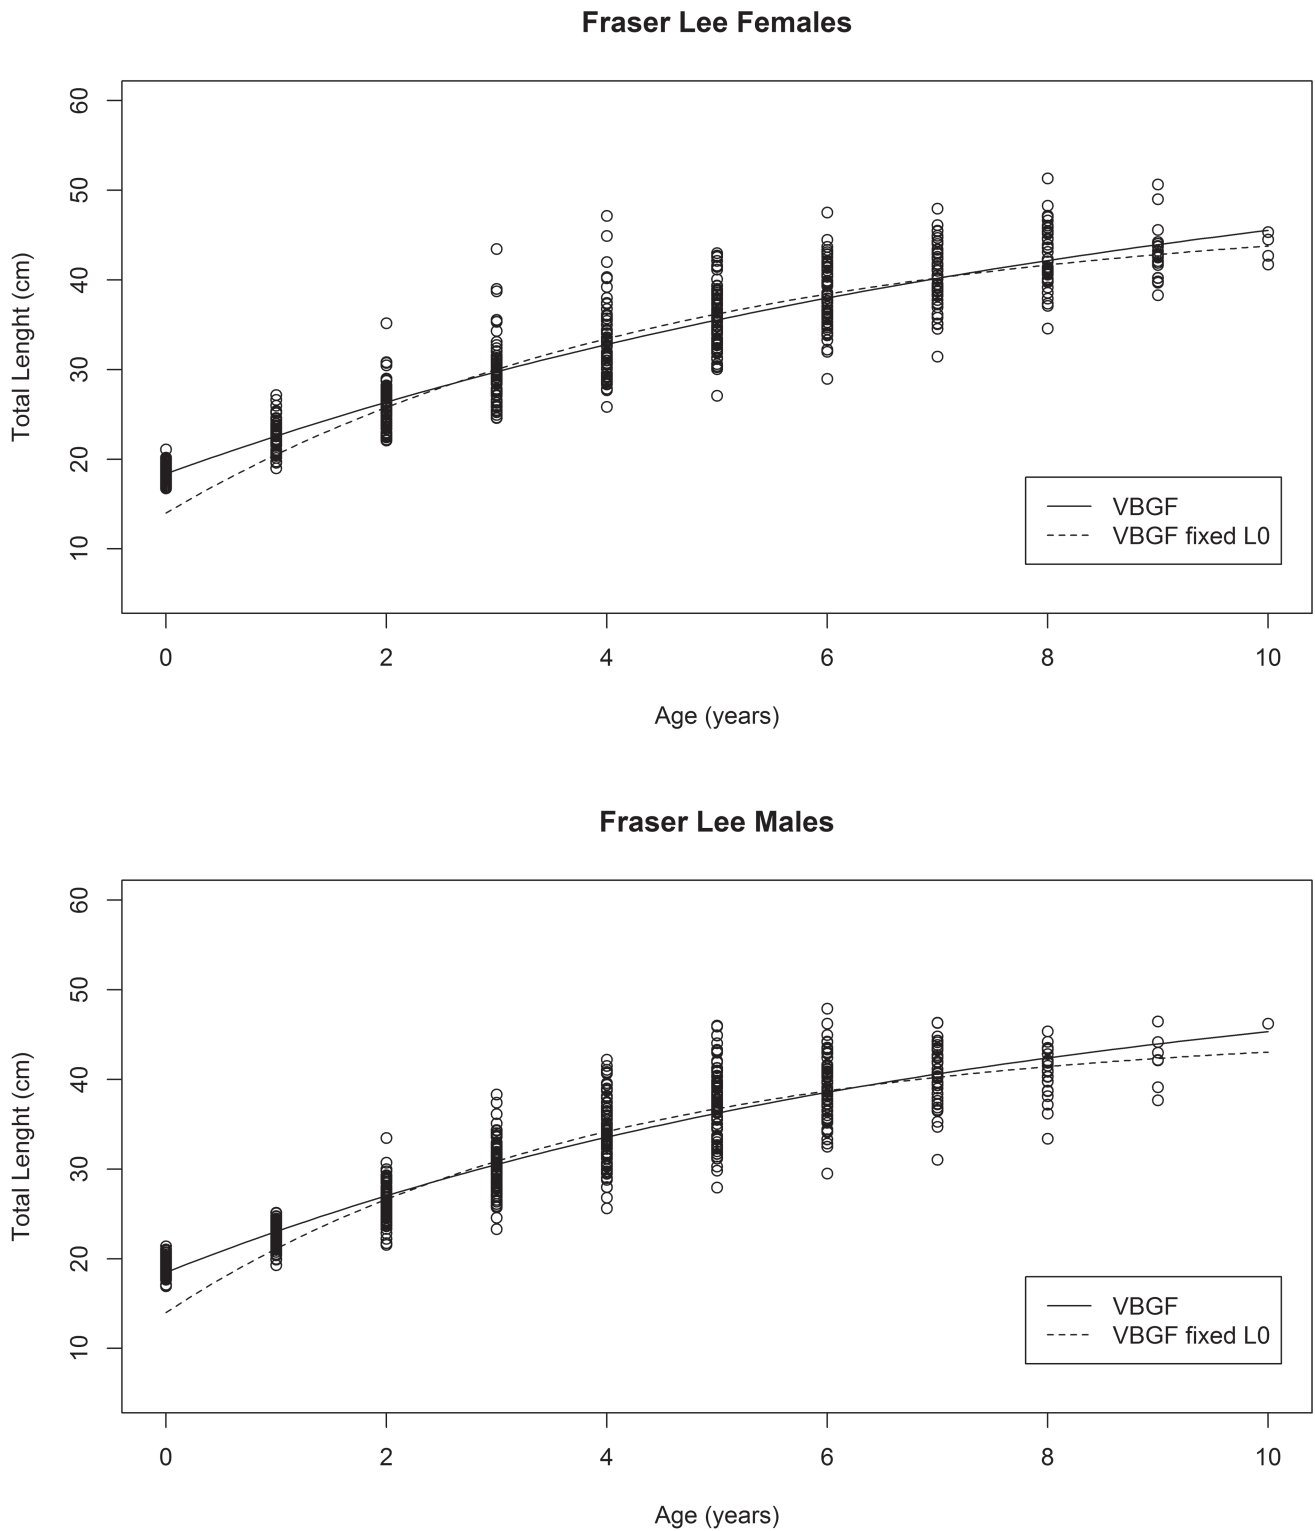 Fraser Lee Females
60
50
40
30
20
10
Total Lenght (cm)
VBGF
VBGF fixed L0
0 2 4 6 8 10
Age (years)
Fraser Lee Males
60
50
40
30
20
10
Total Lenght (cm)
VBGF
VBGF fixed L0
0 2 4 6 8 10
Age (years)